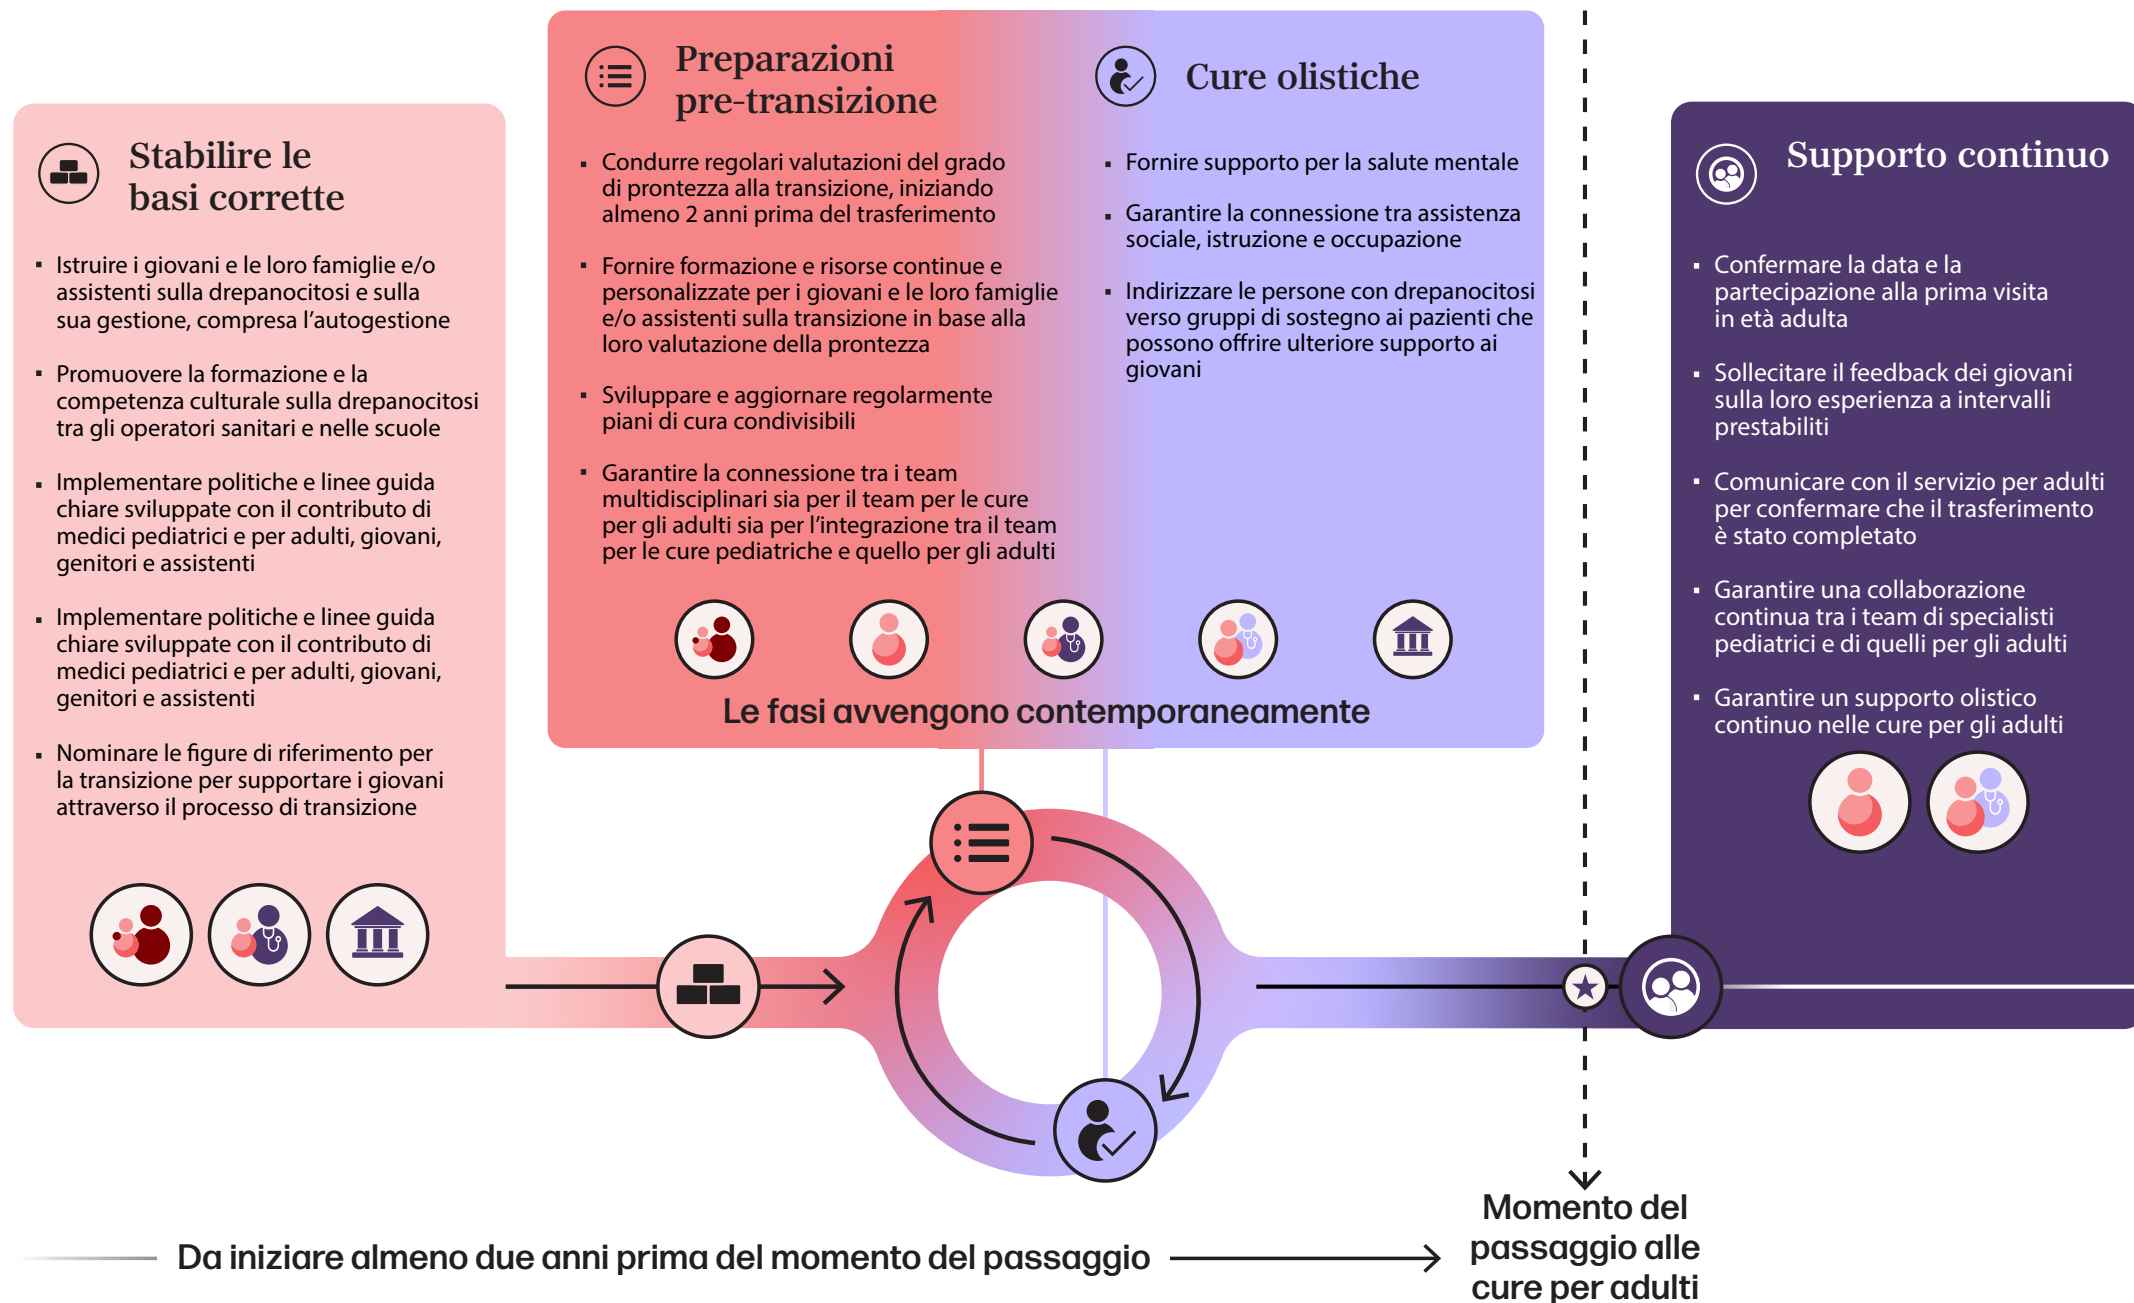 Stabilire le
basi corrette
Istruire i giovani e le loro famiglie e/o
assistenti sulla drepanocitosi e sulla
sua gestione, compresa l'autogestione
Promuovere la formazione e la
competenza culturale sulla drepanocitosi
tra gli operatori sanitari e nelle scuole
Implementare politiche e linee guida
chiare sviluppate con il contributo di
medici pediatrici e per adulti, giovani,
genitori e assistenti
Implementare politiche e linee guida
chiare sviluppate con il contributo di
medici pediatrici e per adulti, giovani,
genitori e assistenti
Nominare le figure di riferimento per
la transizione per supportare i giovani
attraverso il processo di transizione
Preparazioni
pre-transizione
Condurre regolari valutazioni del grado
di prontezza alla transizione, iniziando
almeno 2 anni prima del trasferimento
Fornire formazione e risorse continue e
personalizzate per i giovani e le loro famiglie
e/o assistenti sulla transizione in base alla
loro valutazione della prontezza
Sviluppare e aggiornare regolarmente
piani di cura condivisibili
Garantire la connessione tra i team
multidisciplinari sia per il team per le cure
per gli adulti sia per l'integrazione tra il team
per le cure pediatriche e quello per gli adulti
Cure olistiche
Fornire supporto per la salute mentale
Garantire la connessione tra assistenza
sociale, istruzione e occupazione
Indirizzare le persone con drepanocitosi
verso gruppi di sostegno ai pazienti che
possono offrire ulteriore supporto ai
giovani
Le fasi avvengono contemporaneamente
Supporto continuo
Confermare la data e la
partecipazione alla prima visita
in età adulta
Sollecitare il feedback dei giovani
sulla loro esperienza a intervalli
prestabiliti
Comunicare con il servizio per adulti
per confermare che il trasferimento
è stato completato
Garantire una collaborazione
continua tra i team di specialisti
pediatrici e di quelli per gli adulti
Garantire un supporto olistico
continuo nelle cure per gli adulti
Da iniziare almeno due anni prima del momento del passaggio
Momento del
passaggio alle
cure per adulti